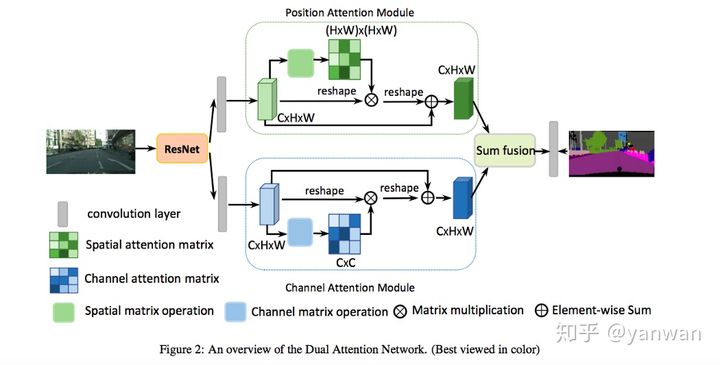 Position Attention Module
(HxW)x(HxW)
CxHxW
reshape
reshape
CxHxW
ResNet
Sum fusion
reshape
reshape
CxHxW
CxHxW
CxC
Channel Attention Module
convolution layer
Spatial attention matrix
Channel attention matrix
Spatial matrix operation
Channel matrix operation
Matrix multiplication
Element-wise Sum
知乎 @yanwan
Figure 2: An overview of the Dual Attention Network. (Best viewed in color)